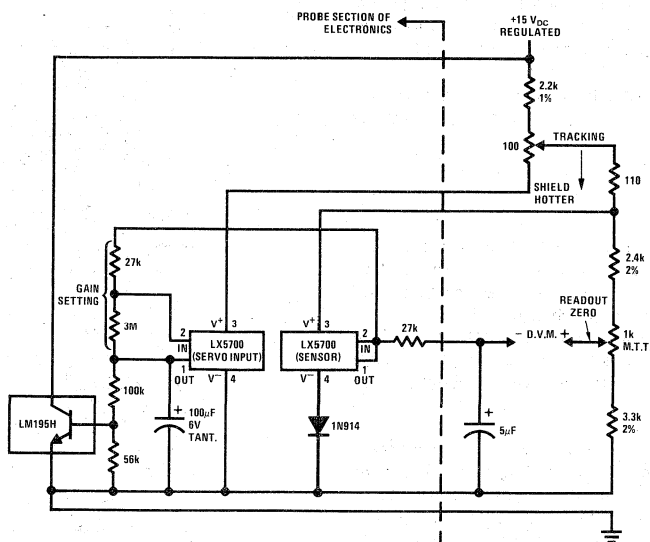 PROBE SECTION OF
ELECTRONICS
+15 VDC
REGULATED
2.2k
1%
100
TRACKING
SHIELD
HOTTER
110
27k
GAIN
SETTING
3M
2.4k
2%
READOUT
ZERO
V+ 3
2
IN
LX5700
(SERVO INPUT)
1
OUT
V− 4
V+ 3
LX5700
(SENSOR)
2
IN
1
OUT
V− 4
27k
− D.V.M. +
1k
M.T.T
100k
LM195H
+
100μF
6V
TANT.
1N914
+
5μF
3.3k
2%
56k